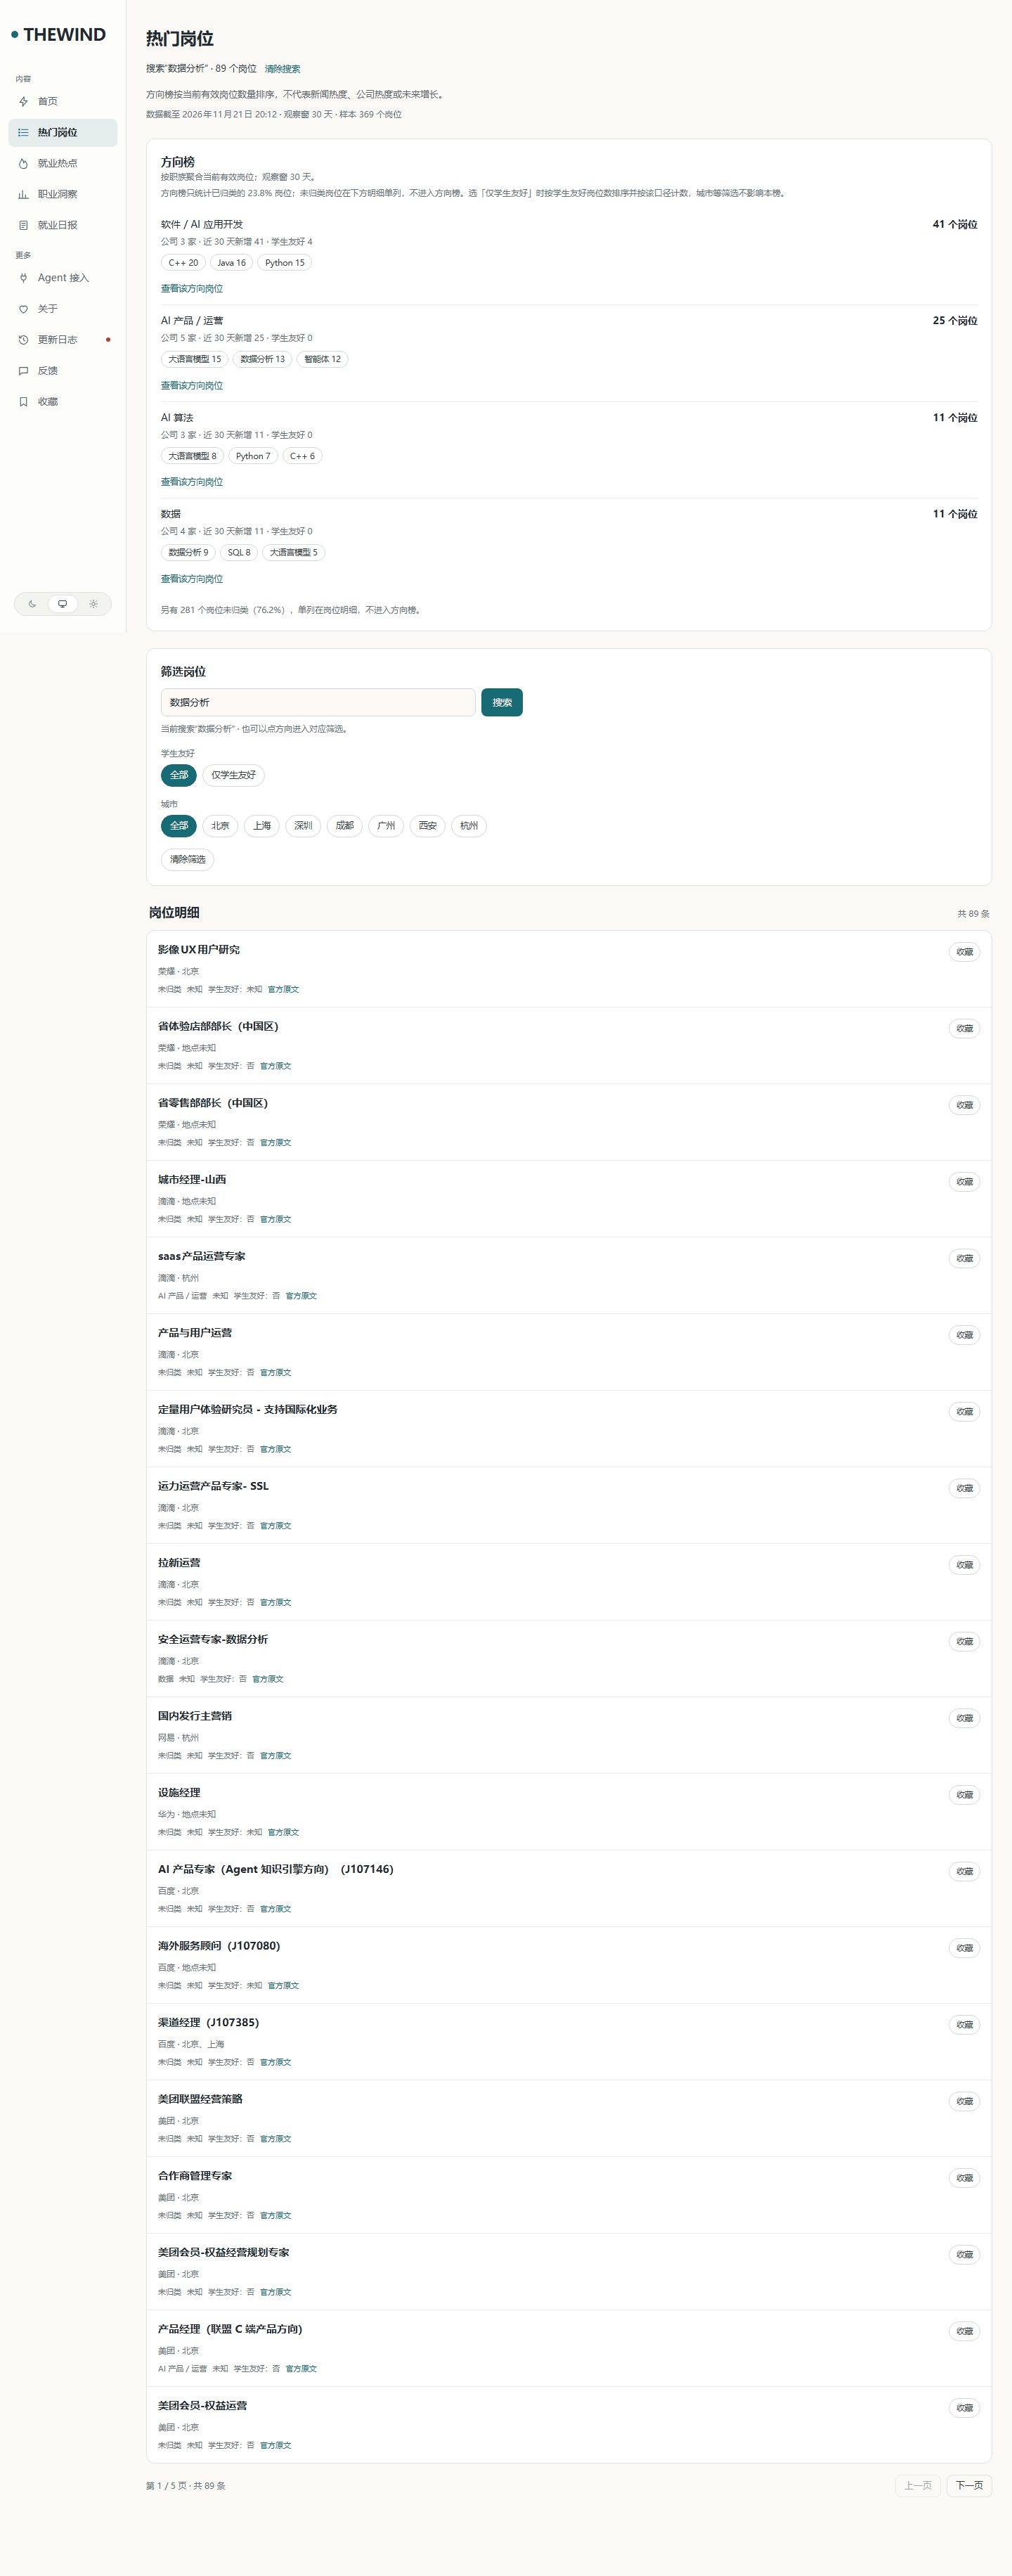 THEWIND
内容
首页
热门岗位
就业热点
职业洞察
就业日报
更多
Agent 接入
关于
更新日志
反馈
收藏
热门岗位
搜索“数据分析” · 89 个岗位 清除搜索
方向榜按当前有效岗位数量排序，不代表新闻热度、公司热度或未来增长。
数据截至 2026年11月21日 20:12 · 观察窗 30 天 · 样本 369 个岗位
方向榜
按职族聚合当前有效岗位；观察窗 30 天。
方向榜只统计已归类的 23.8% 岗位；未归类岗位在下方明细单列，不进入方向榜。选「仅学生友好」时按学生友好岗位数排序并按该口径计数，城市等筛选不影响本榜。
软件 / AI 应用开发 41 个岗位
公司 3 家 · 近 30 天新增 41 · 学生友好 4
C++ 20 Java 16 Python 15
查看该方向岗位
AI 产品 / 运营 25 个岗位
公司 5 家 · 近 30 天新增 25 · 学生友好 0
大语言模型 15 数据分析 13 智能体 12
查看该方向岗位
AI 算法 11 个岗位
公司 3 家 · 近 30 天新增 11 · 学生友好 0
大语言模型 8 Python 7 C++ 6
查看该方向岗位
数据 11 个岗位
公司 4 家 · 近 30 天新增 11 · 学生友好 0
数据分析 9 SQL 8 大语言模型 5
查看该方向岗位
另有 281 个岗位未归类（76.2%），单列在岗位明细，不进入方向榜。
筛选岗位
数据分析 搜索
当前搜索“数据分析” · 也可以点方向进入对应筛选。
学生友好
全部 仅学生友好
城市
全部 北京 上海 深圳 成都 广州 西安 杭州
清除筛选
岗位明细 共 89 条
影像UX用户研究 收藏
荣耀 · 北京
未归类 未知 学生友好：未知 官方原文
省体验店部部长（中国区） 收藏
荣耀 · 地点未知
未归类 未知 学生友好：否 官方原文
省零售部部长（中国区） 收藏
荣耀 · 地点未知
未归类 未知 学生友好：否 官方原文
城市经理-山西 收藏
滴滴 · 地点未知
未归类 未知 学生友好：否 官方原文
saas产品运营专家 收藏
滴滴 · 杭州
AI 产品 / 运营 未知 学生友好：否 官方原文
产品与用户运营 收藏
滴滴 · 北京
未归类 未知 学生友好：否 官方原文
定量用户体验研究员 - 支持国际化业务 收藏
滴滴 · 北京
未归类 未知 学生友好：否 官方原文
运力运营产品专家- SSL 收藏
滴滴 · 北京
未归类 未知 学生友好：否 官方原文
拉新运营 收藏
滴滴 · 北京
未归类 未知 学生友好：否 官方原文
安全运营专家-数据分析 收藏
滴滴 · 北京
数据 未知 学生友好：否 官方原文
国内发行主营销 收藏
网易 · 杭州
未归类 未知 学生友好：否 官方原文
设施经理 收藏
华为 · 地点未知
未归类 未知 学生友好：未知 官方原文
AI 产品专家（Agent 知识引擎方向）（J107146） 收藏
百度 · 北京
未归类 未知 学生友好：否 官方原文
海外服务顾问（J107080） 收藏
百度 · 地点未知
未归类 未知 学生友好：未知 官方原文
渠道经理（J107385） 收藏
百度 · 北京、上海
未归类 未知 学生友好：否 官方原文
美团联盟经营策略 收藏
美团 · 北京
未归类 未知 学生友好：否 官方原文
合作商管理专家 收藏
美团 · 北京
未归类 未知 学生友好：否 官方原文
美团会员-权益经营规划专家 收藏
美团 · 北京
未归类 未知 学生友好：否 官方原文
产品经理（联盟 C 端产品方向） 收藏
美团 · 北京
AI 产品 / 运营 未知 学生友好：否 官方原文
美团会员-权益运营 收藏
美团 · 北京
未归类 未知 学生友好：否 官方原文
第 1 / 5 页 · 共 89 条 上一页 下一页